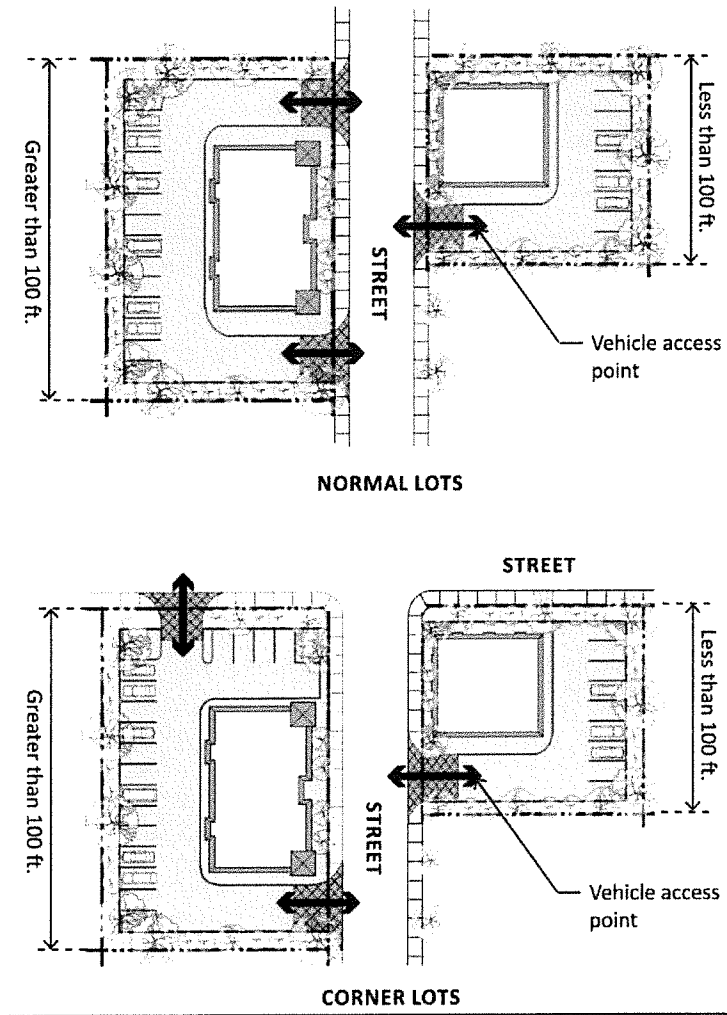 Greater than 100 ft.
STREET
Less than 100 ft.
Vehicle access
point
NORMAL LOTS
STREET
Greater than 100 ft.
STREET
Less than 100 ft.
Vehicle access
point
CORNER LOTS